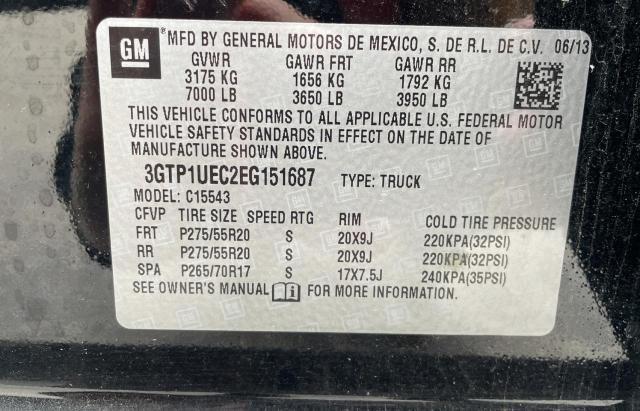 GM ® MFD BY GENERAL MOTORS DE MEXICO, S. DE R.L. DE C.V. 06/13
GVWR GAWR FRT GAWR RR
3175 KG 1656 KG 1792 KG
7000 LB 3650 LB 3950 LB
THIS VEHICLE CONFORMS TO ALL APPLICABLE U.S. FEDERAL MOTOR
VEHICLE SAFETY STANDARDS IN EFFECT ON THE DATE OF
MANUFACTURE SHOWN ABOVE.
3GTP1UEC2EG151687 TYPE: TRUCK
MODEL: C15543
CFVP TIRE SIZE SPEED RTG RIM COLD TIRE PRESSURE
FRT P275/55R20 S 20X9J 220KPA(32PSI)
RR P275/55R20 S 20X9J 220KPA(32PSI)
SPA P265/70R17 S 17X7.5J 240KPA(35PSI)
SEE OWNER'S MANUAL FOR MORE INFORMATION.